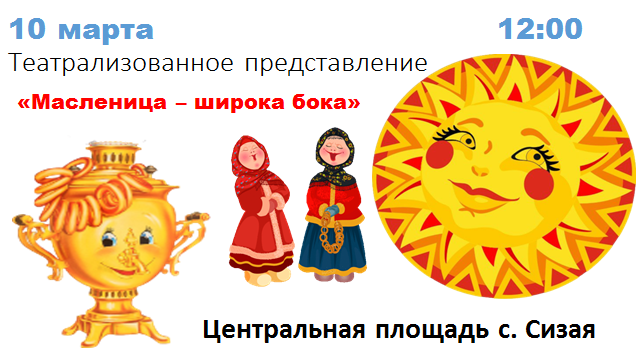 10 марта 12:00
Театрализованное представление
«Масленица – широка бока»
Центральная площадь с. Сизая